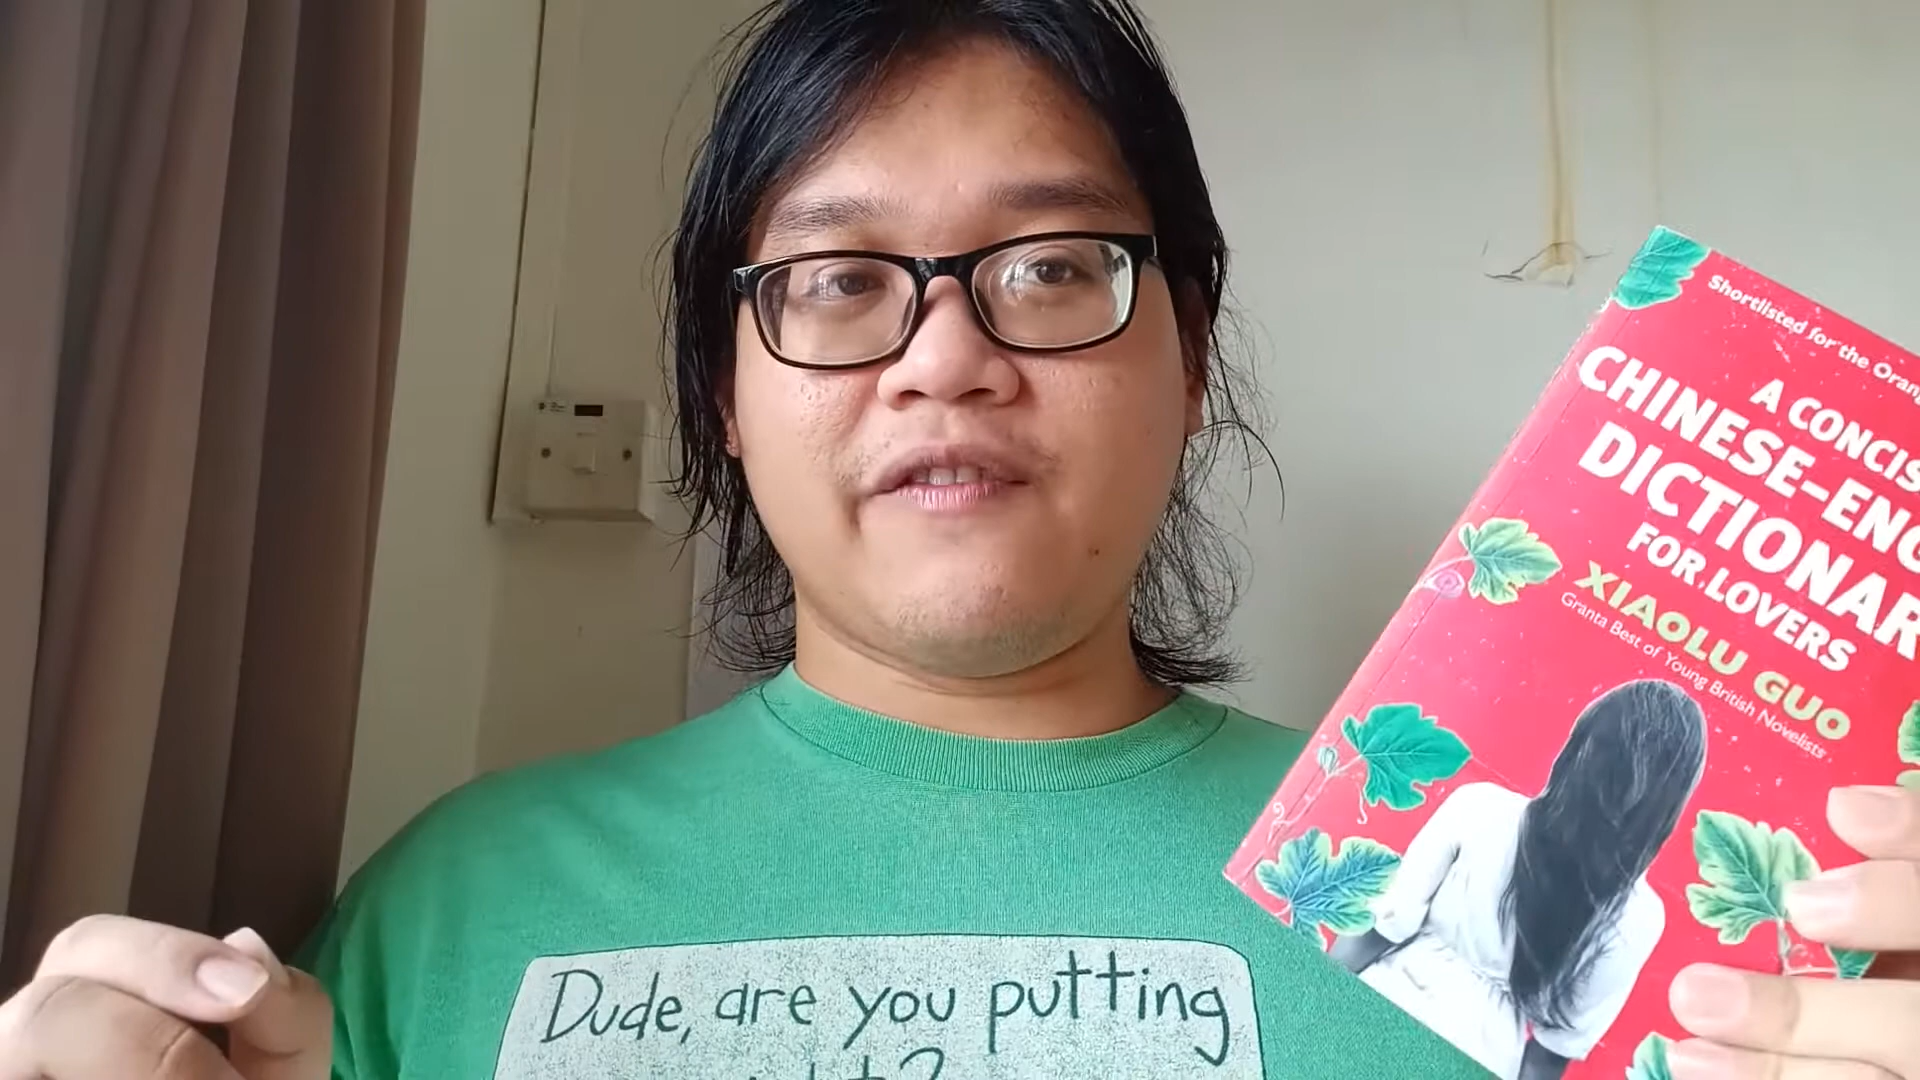 Shortlisted for the Oran
A CONCIS
CHINESE-ENG
DICTIONAR
FOR LOVERS
XIAOLU GUO
Granta Best of Young British Novelists
Dude, are you putting